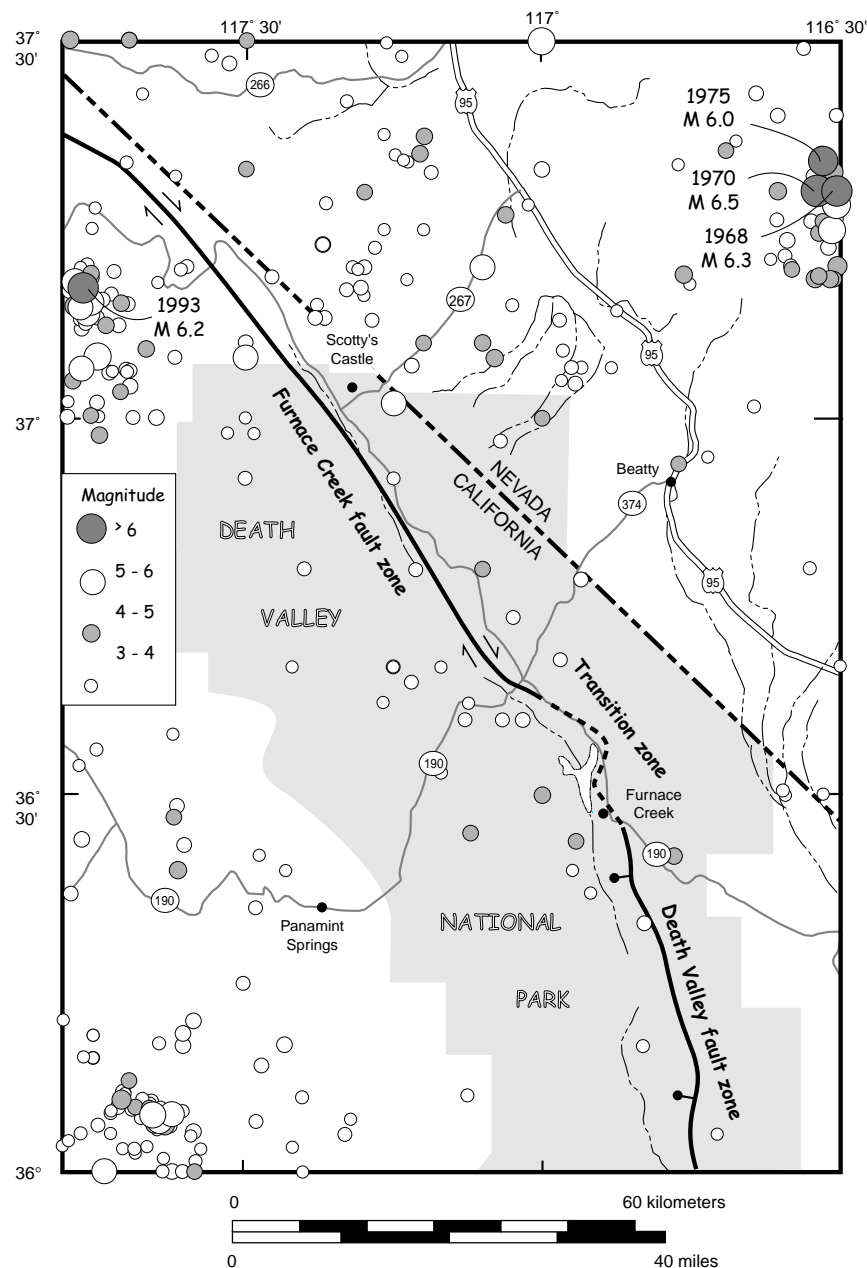 117° 30'
117°
116° 30'
37°
30'
266
95
1975
M 6.0
1970
M 6.5
1968
M 6.3
267
1993
M 6.2
Scotty's
Castle
95
37°
Furnace Creek fault zone
NEVADA
CALIFORNIA
Beatty
374
Magnitude
> 6
5 - 6
4 - 5
3 - 4
DEATH
VALLEY
95
Transition zone
190
36°
30'
Furnace
Creek
190
190
Panamint
Springs
NATIONAL
PARK
Death Valley fault zone
36°
0
60 kilometers
0
40 miles